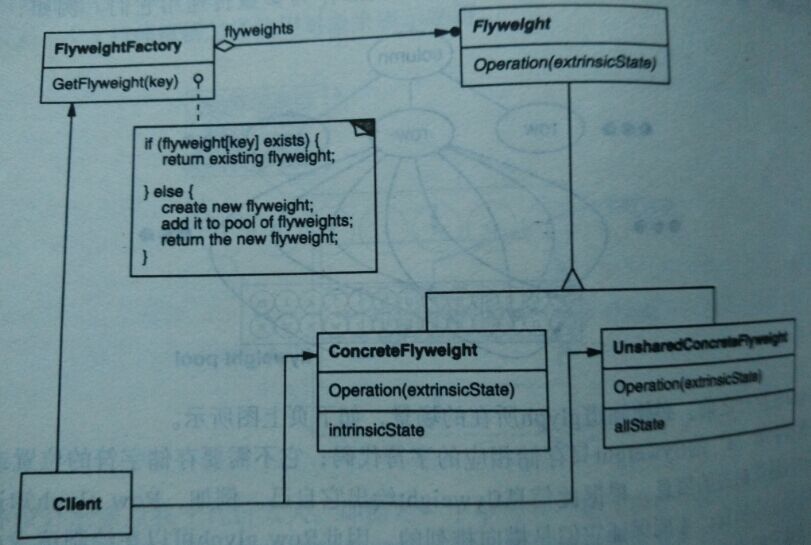 flyweights
FlyweightFactory
GetFlyweight(key)
Flyweight
Operation(extrinsicState)
if (flyweight[key] exists) {
return existing flyweight;
} else {
create new flyweight;
add it to pool of flyweights;
return the new flyweight;
}
ConcreteFlyweight
Operation(extrinsicState)
intrinsicState
UnsharedConcreteFlyweight
Operation(extrinsicState)
allState
Client